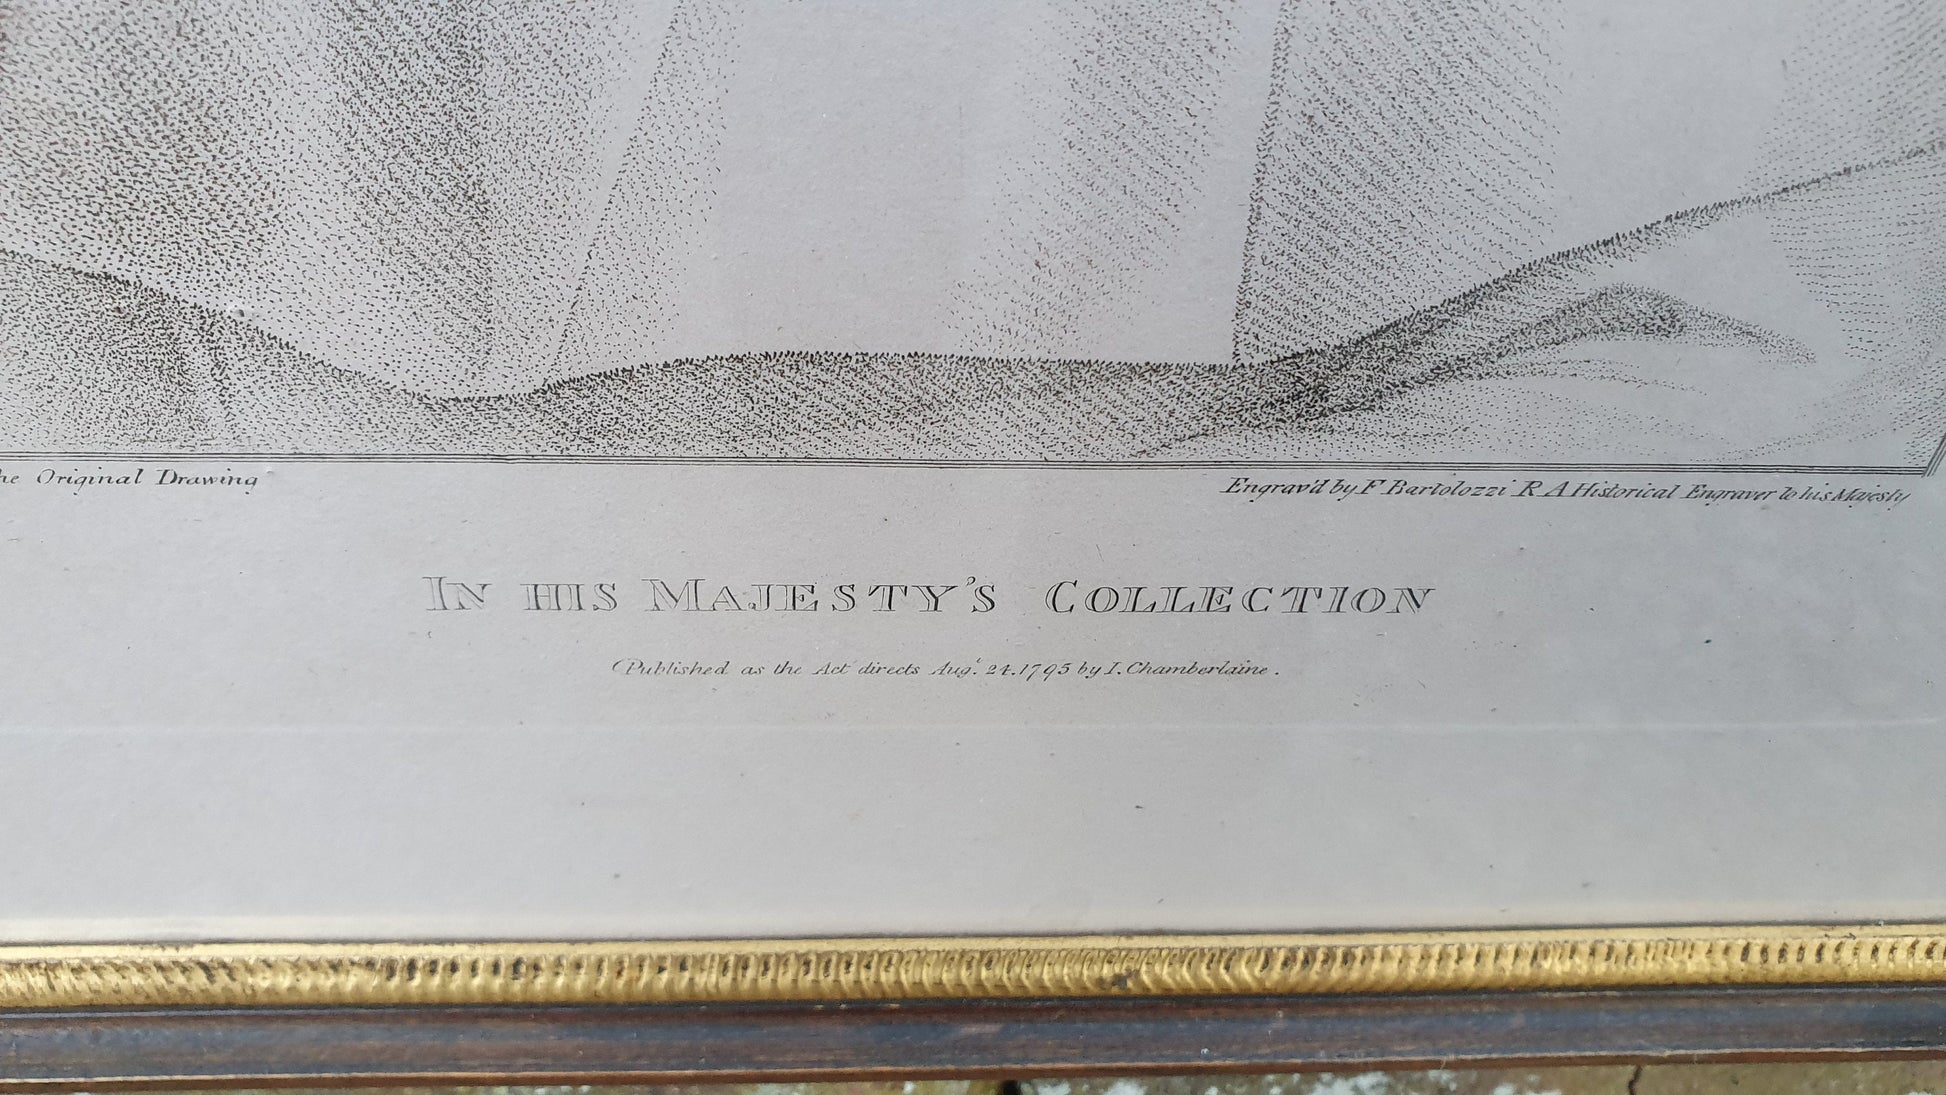 he Original Drawing
Engrav'd by F Bartolozzi R A Historical Engraver to his Majesty
IN HIS MAJESTY'S COLLECTION
Published as the Act directs Augt. 24. 1795 by I. Chamberlaine.